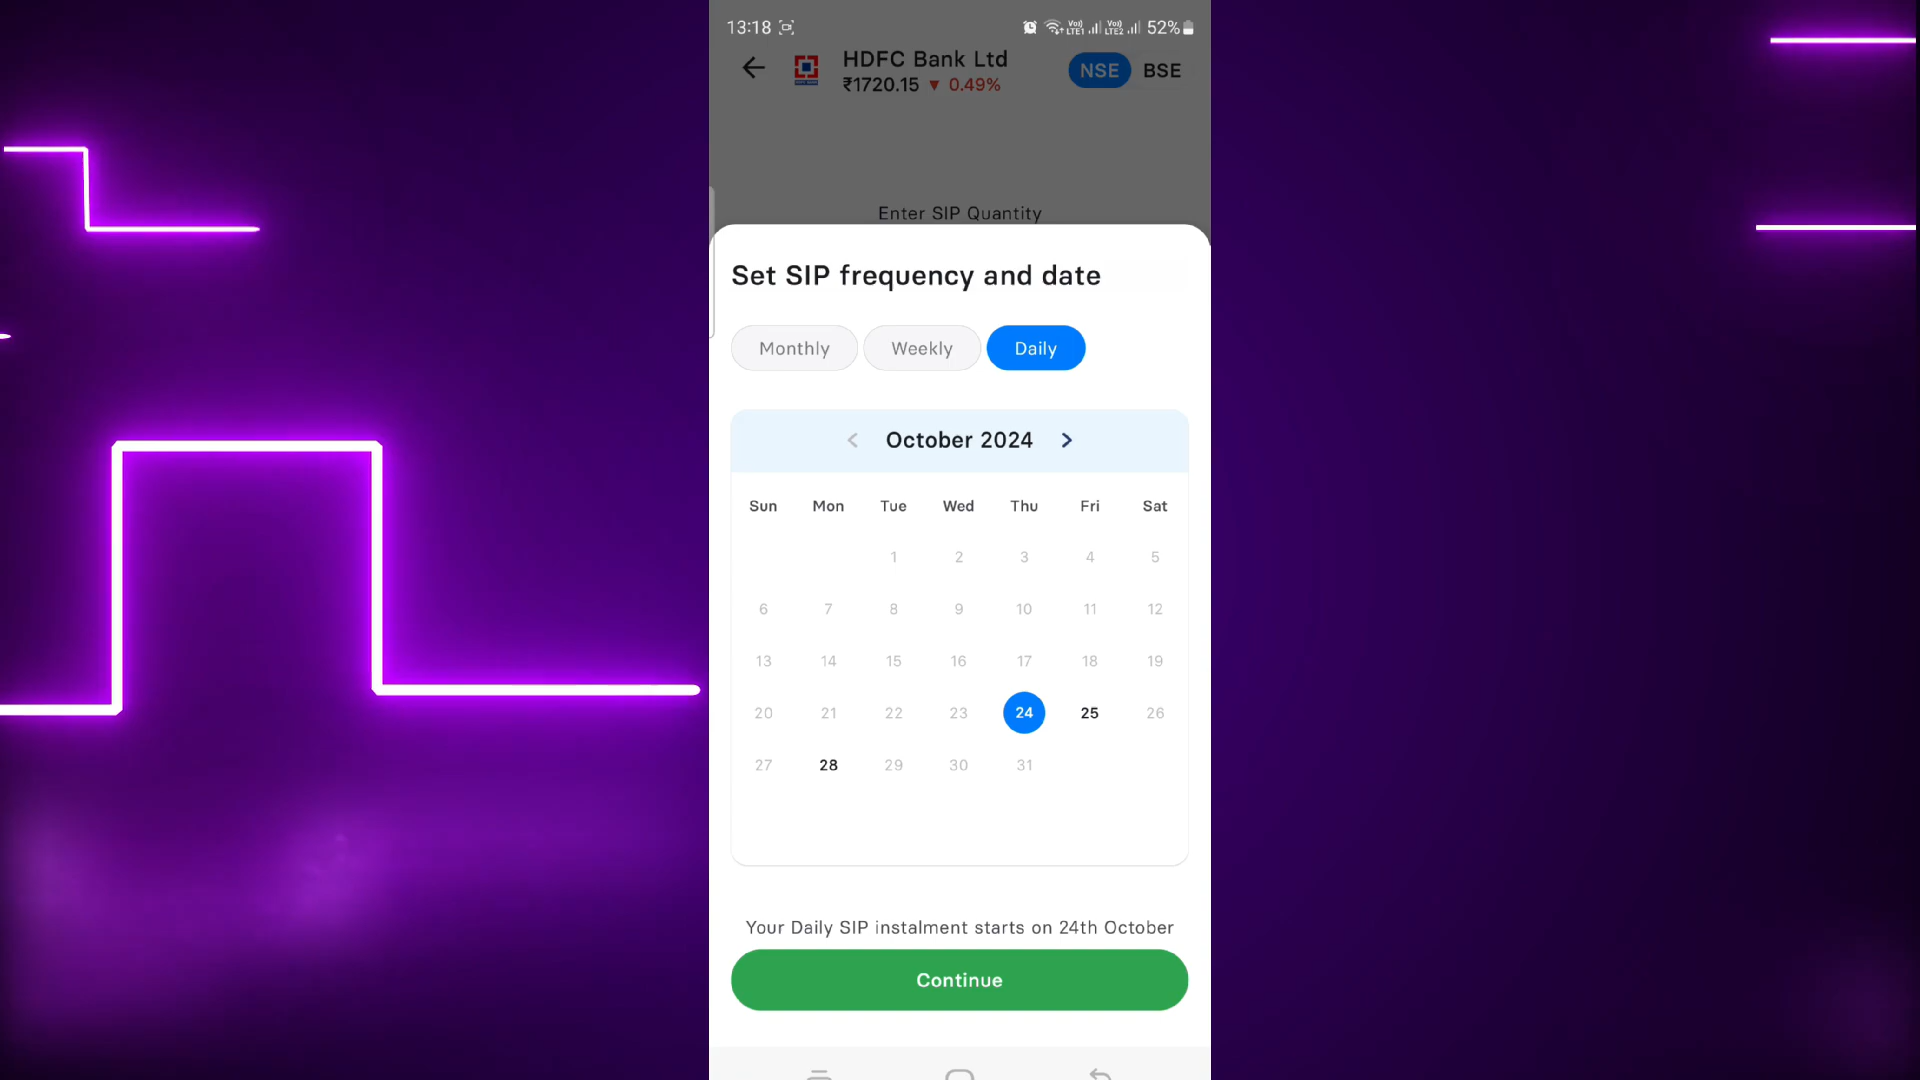 13:18 52%
HDFC Bank Ltd
₹1720.15 ▼ 0.49%
NSE BSE
Enter SIP Quantity
Set SIP frequency and date
Monthly Weekly Daily
< October 2024 >
Sun Mon Tue Wed Thu Fri Sat
1 2 3 4 5
6 7 8 9 10 11 12
13 14 15 16 17 18 19
20 21 22 23 24 25 26
27 28 29 30 31
Your Daily SIP instalment starts on 24th October
Continue